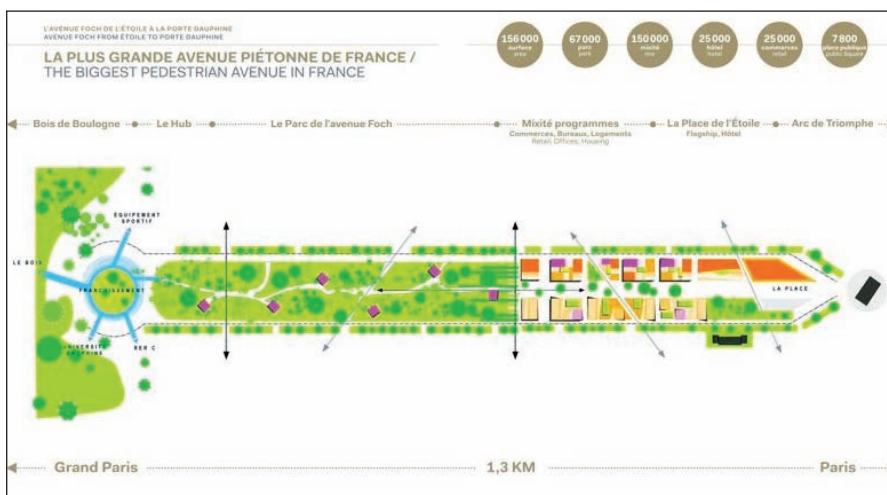 L'AVENUE FOCH DE L'ÉTOILE À LA PORTE DAUPHINE
AVENUE FOCH FROM ÉTOILE TO PORTE DAUPHINE
LA PLUS GRANDE AVENUE PIÉTONNE DE FRANCE /
THE BIGGEST PEDESTRIAN AVENUE IN FRANCE
156 000
surface
area
67 000
parc
park
150 000
mixité
mix
25 000
hôtel
hotel
25 000
commerces
retail
7 800
place publique
public Square
Bois de Boulogne
Le Hub
Le Parc de l'avenue Foch
Mixité programmes
Commerces, Bureaux, Logements
Retail, Offices, Housing
La Place de l'Étoile
Flagship, Hôtel
Arc de Triomphe
ÉQUIPEMENT
SPORTIF
LE BOIS
FRANCHISSEMENT
UNIVERSITÉ
DAUPHINE
RER C
LA PLACE
Grand Paris
1,3 KM
Paris